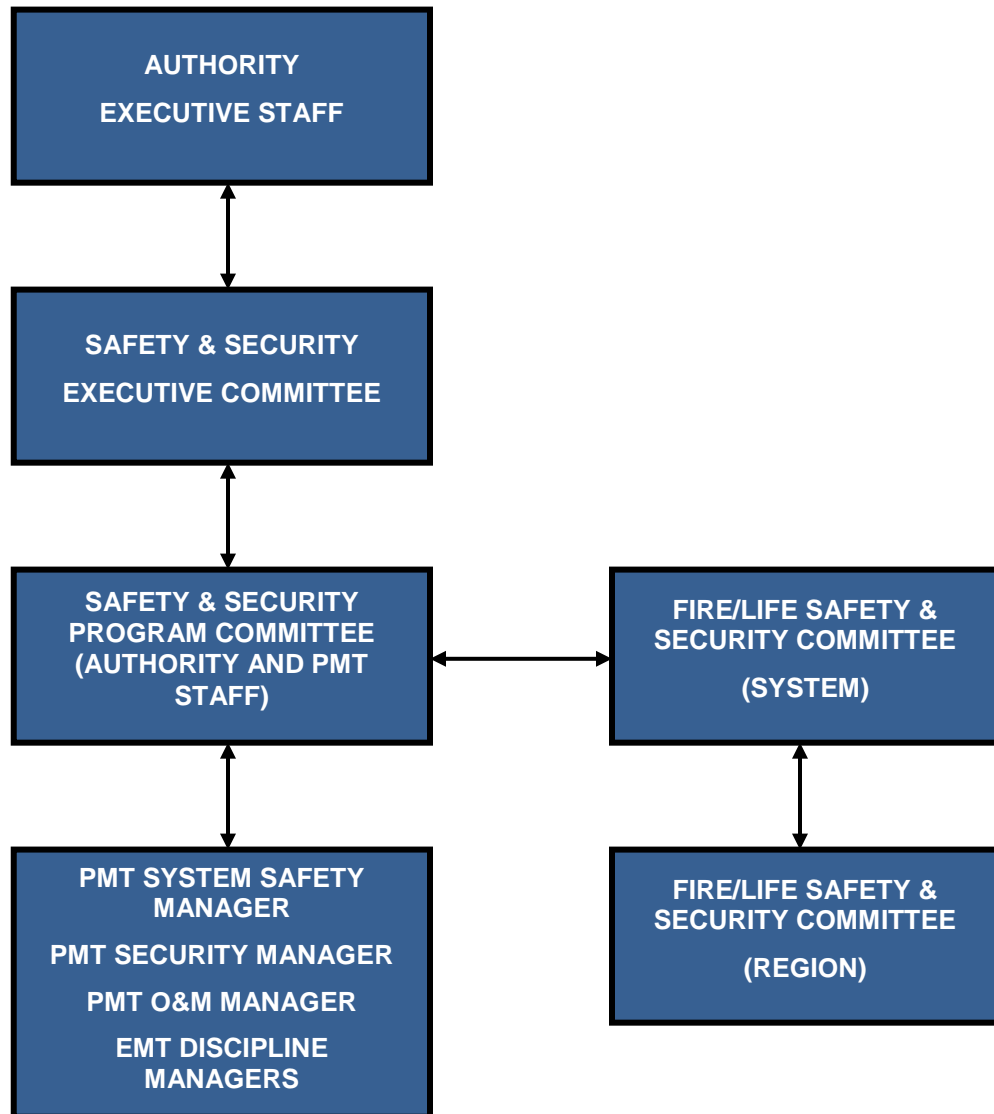 AUTHORITY
EXECUTIVE STAFF
SAFETY & SECURITY
EXECUTIVE COMMITTEE
SAFETY & SECURITY
PROGRAM COMMITTEE
(AUTHORITY AND PMT
STAFF)
FIRE/LIFE SAFETY &
SECURITY COMMITTEE
(SYSTEM)
PMT SYSTEM SAFETY
MANAGER
PMT SECURITY MANAGER
PMT O&M MANAGER
EMT DISCIPLINE
MANAGERS
FIRE/LIFE SAFETY &
SECURITY COMMITTEE
(REGION)